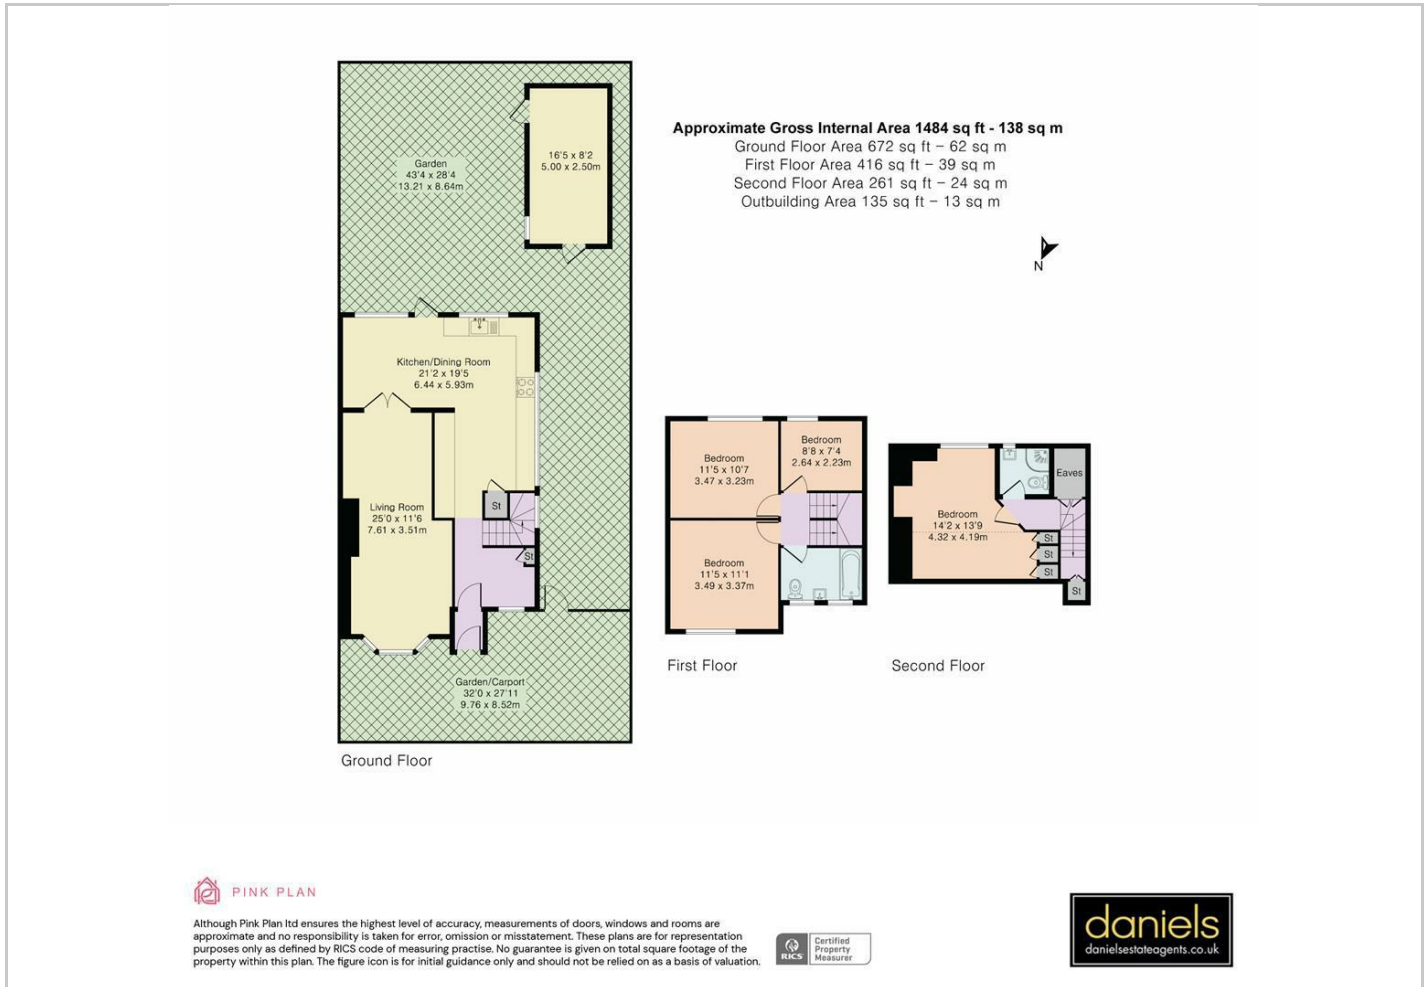 Approximate Gross Internal Area 1484 sq ft - 138 sq m
Ground Floor Area 672 sq ft – 62 sq m
First Floor Area 416 sq ft – 39 sq m
Second Floor Area 261 sq ft – 24 sq m
Outbuilding Area 135 sq ft – 13 sq m
N
16'5 x 8'2
5.00 x 2.50m
Garden
43'4 x 28'4
13.21 x 8.64m
Kitchen/Dining Room
21'2 x 19'5
6.44 x 5.93m
St
Living Room
25'0 x 11'6
7.61 x 3.51m
St
Garden/Carport
32'0 x 27'11
9.76 x 8.52m
Ground Floor
Bedroom
11'5 x 10'7
3.47 x 3.23m
Bedroom
8'8 x 7'4
2.64 x 2.23m
Bedroom
11'5 x 11'1
3.49 x 3.37m
First Floor
Eaves
Bedroom
14'2 x 13'9
4.32 x 4.19m
St
St
St
St
Second Floor
PINK PLAN
Although Pink Plan ltd ensures the highest level of accuracy, measurements of doors, windows and rooms are
approximate and no responsibility is taken for error, omission or misstatement. These plans are for representation
purposes only as defined by RICS code of measuring practise. No guarantee is given on total square footage of the
property within this plan. The figure icon is for initial guidance only and should not be relied on as a basis of valuation.
RICS
Certified
Property
Measurer
daniels
danielsestateagents.co.uk